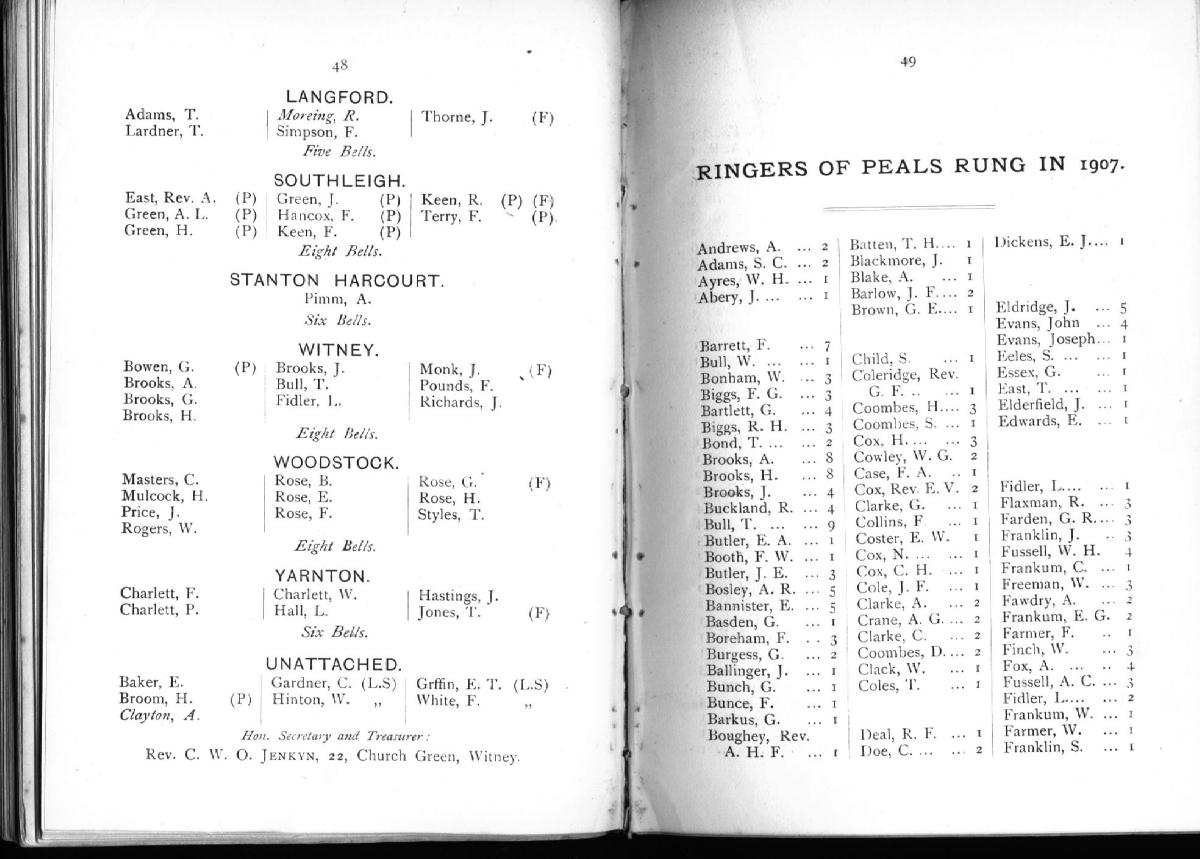 48
LANGFORD.
Adams, T. Moreing, R. Thorne, J. (F)
Lardner, T. Simpson, F.
Five Bells.
SOUTHLEIGH.
East, Rev. A. (P) Green, J. (P) Keen, R. (P) (F)
Green, A. L. (P) Hancox, F. (P) Terry, F. (P)
Green, H. (P) Keen, F. (P)
Eight Bells.
STANTON HARCOURT.
Pimm, A.
Six Bells.
WITNEY.
Bowen, G. (P) Brooks, J. Monk, J. (F)
Brooks, A. Bull, T. Pounds, F.
Brooks, G. Fidler, L. Richards, J.
Brooks, H.
Eight Bells.
WOODSTOCK.
Masters, C. Rose, B. Rose, G. (F)
Mulcock, H. Rose, E. Rose, H.
Price, J. Rose, F. Styles, T.
Rogers, W.
Eight Bells.
YARNTON.
Charlett, F. Charlett, W. Hastings, J.
Charlett, P. Hall, L. Jones, T. (F)
Six Bells.
UNATTACHED.
Baker, E. Gardner, C. (L.S) Grffin, E. T. (L.S)
Broom, H. (P) Hinton, W. „ White, F. „
Clayton, A.
Hon. Secretary and Treasurer:
Rev. C. W. O. JENKYN, 22, Church Green, Witney.
49
RINGERS OF PEALS RUNG IN 1907.
Andrews, A. ... 2
Adams, S. C. ... 2
Ayres, W. H. ... 1
Abery, J. ... ... 1
Barrett, F. ... 7
Bull, W. ... ... 1
Bonham, W. ... 3
Biggs, F. G. ... 3
Bartlett, G. ... 4
Biggs, R. H. ... 3
Bond, T. ... ... 2
Brooks, A. ... 8
Brooks, H. ... 8
Brooks, J. ... 4
Buckland, R. ... 4
Bull, T. ... ... 9
Butler, E. A. ... 1
Booth, F. W. ... 1
Butler, J. E. ... 3
Bosley, A. R. ... 5
Bannister, E. ... 5
Basden, G. ... 1
Boreham, F. .. 3
Burgess, G. ... 2
Ballinger, J. ... 1
Bunch, G. ... 1
Bunce, F. ... 1
Barkus, G. ... 1
Boughey, Rev.
A. H. F. ... 1
Batten, T. H.... 1
Blackmore, J. 1
Blake, A. ... 1
Barlow, J. F.... 2
Brown, G. E.... 1
Child, S. ... 1
Coleridge, Rev.
G. F. .. ... 1
Coombes, H.... 3
Coombes, S. ... 1
Cox, H. ... ... 3
Cowley, W. G. 2
Case, F. A. .. 1
Cox, Rev. E. V. 2
Clarke, G. ... 1
Collins, F ... 1
Coster, E. W. 1
Cox, N. ... ... 1
Cox, C. H. ... 1
Cole, J. F. ... 1
Clarke, A. ... 2
Crane, A. G. ... 2
Clarke, C. ... 2
Coombes, D. ... 2
Clack, W. ... 1
Coles, T. ... 1
Deal, R. F. ... 1
Doe, C. ... ... 2
Dickens, E. J.... 1
Eldridge, J. ... 5
Evans, John ... 4
Evans, Joseph... 1
Eeles, S. ... ... 1
Essex, G. ... 1
East, T. ... ... 1
Elderfield, J. ... 1
Edwards, E. ... 1
Fidler, L.... ... 1
Flaxman, R. ... 3
Farden, G. R.... 3
Franklin, J. .. 3
Fussell, W. H. 4
Frankum, C. ... 1
Freeman, W. ... 3
Fawdry, A. ... 2
Frankum, E. G. 2
Farmer, F. .. 1
Finch, W. ... 3
Fox, A. ... .. 4
Fussell, A. C. ... 3
Fidler, L.... ... 2
Frankum, W. ... 1
Farmer, W. ... 1
Franklin, S. ... 1